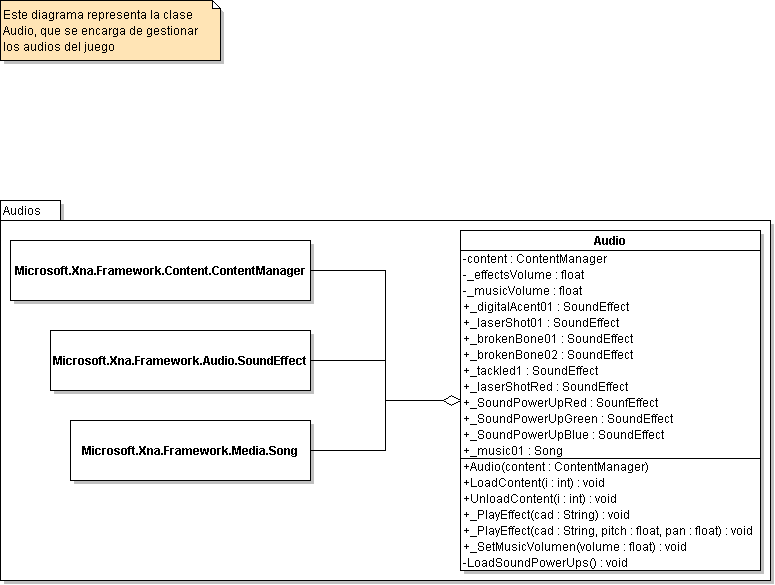 Este diagrama representa la clase
Audio, que se encarga de gestionar
los audios del juego
Audios
Microsoft.Xna.Framework.Content.ContentManager
Microsoft.Xna.Framework.Audio.SoundEffect
Microsoft.Xna.Framework.Media.Song
Audio
-content : ContentManager
-_effectsVolume : float
-_musicVolume : float
+_digitalAcent01 : SoundEffect
+_laserShot01 : SoundEffect
+_brokenBone01 : SoundEffect
+_brokenBone02 : SoundEffect
+_tackled1 : SoundEffect
+_laserShotRed : SoundEffect
+_SoundPowerUpRed : SounfEffect
+_SoundPowerUpGreen : SoundEffect
+_SoundPowerUpBlue : SoundEffect
+_music01 : Song
+Audio(content : ContentManager)
+LoadContent(i : int) : void
+UnloadContent(i : int) : void
+_PlayEffect(cad : String) : void
+_PlayEffect(cad : String, pitch : float, pan : float) : void
+_SetMusicVolumen(volume : float) : void
-LoadSoundPowerUps() : void